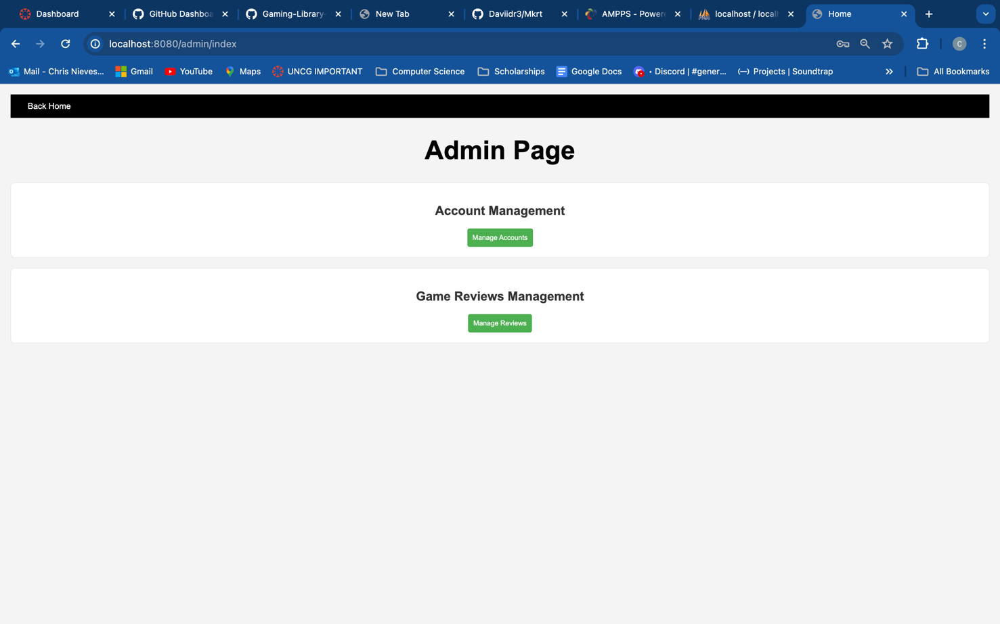 Dashboard
GitHub Dashboa
Gaming-Library-
New Tab
Daviidr3/Mkrt
AMPPS - Power
localhost / local
Home
localhost:8080/admin/index
C
Mail - Chris Nieves...
Gmail
YouTube
Maps
UNCG IMPORTANT
Computer Science
Scholarships
Google Docs
• Discord | #gener...
Projects | Soundtrap
All Bookmarks
Back Home
Admin Page
Account Management
Manage Accounts
Game Reviews Management
Manage Reviews